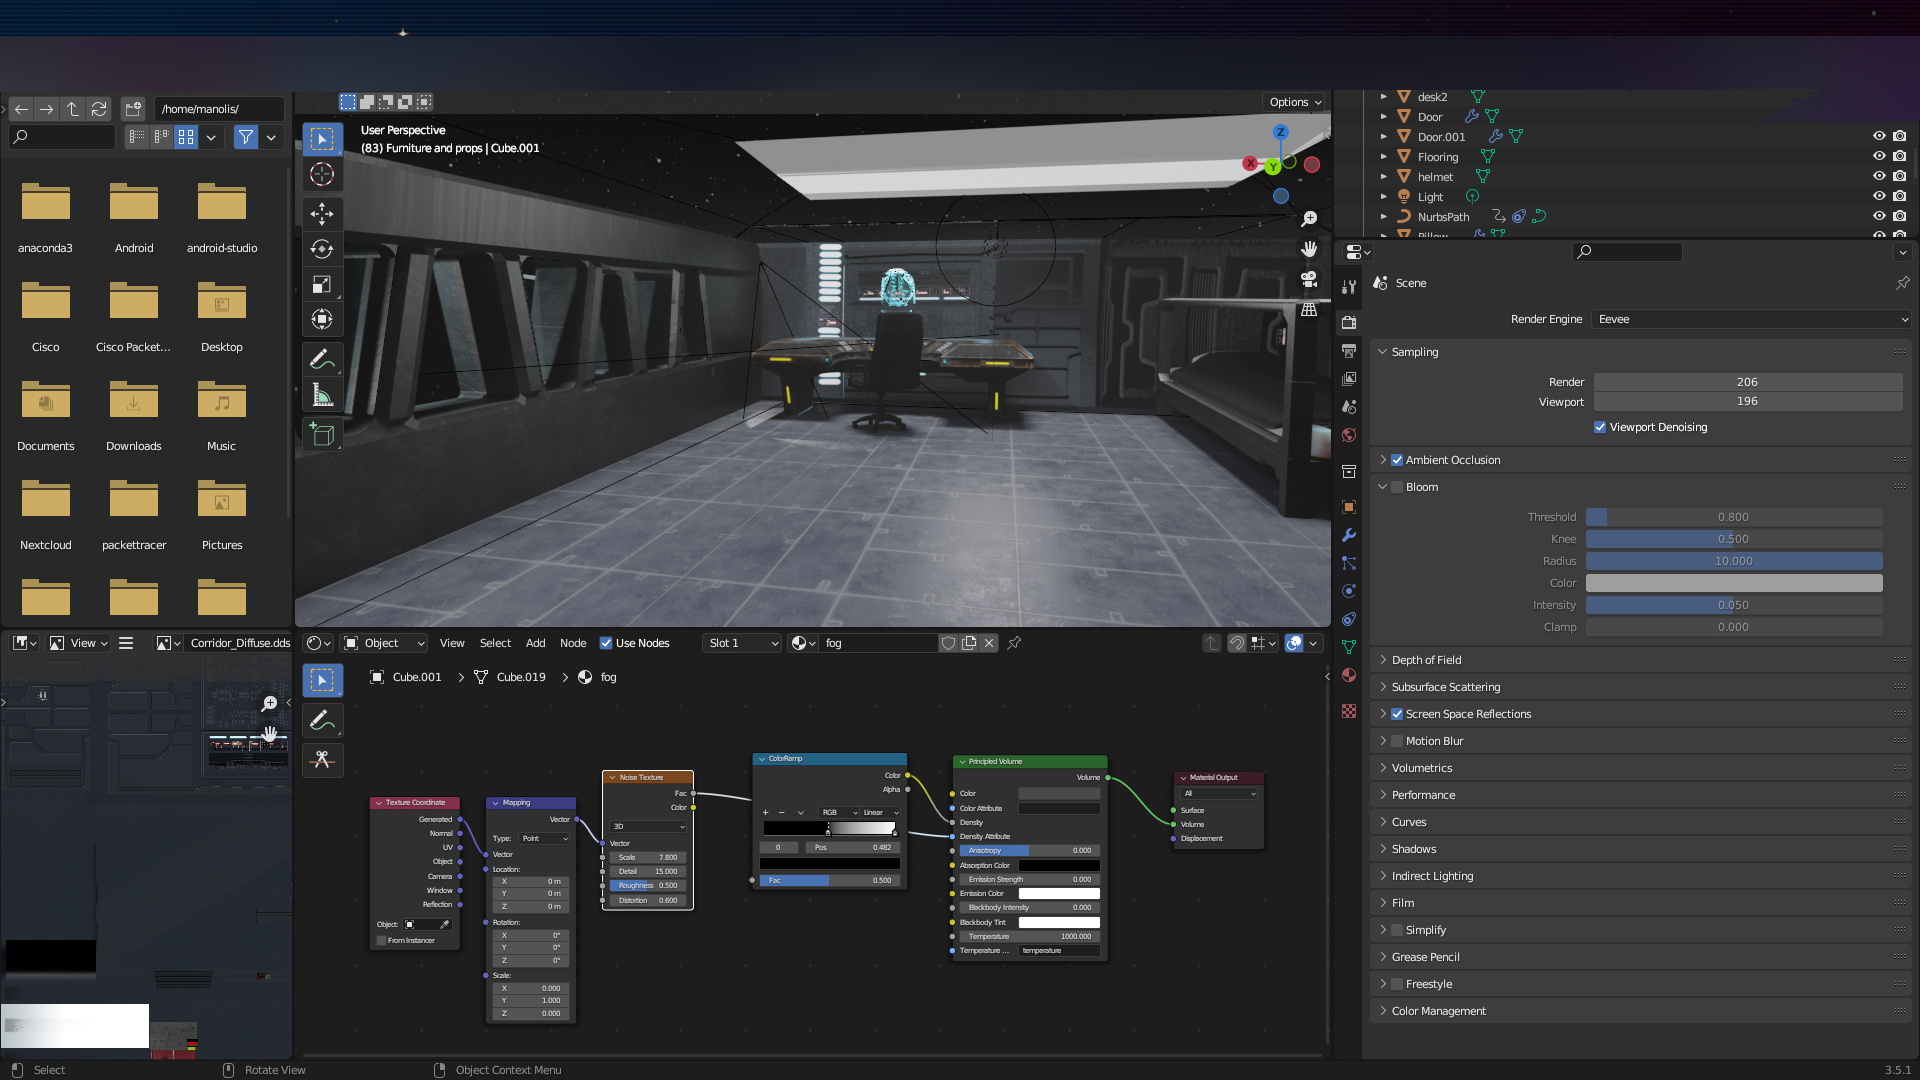 /home/manolis/
anaconda3
Android
android-studio
Cisco
Cisco Packet...
Desktop
Documents
Downloads
Music
Nextcloud
packettracer
Pictures
Options
User Perspective
(83) Furniture and props | Cube.001
Z
X
Y
desk2
Door
Door.001
Flooring
helmet
Light
NurbsPath
Scene
Render Engine
Eevee
Sampling
Render
206
Viewport
196
Viewport Denoising
Ambient Occlusion
Bloom
Threshold
0.800
Knee
0.500
Radius
10.000
Color
Intensity
0.050
Clamp
0.000
Depth of Field
Subsurface Scattering
Screen Space Reflections
Motion Blur
Volumetrics
Performance
Curves
Shadows
Indirect Lighting
Film
Simplify
Grease Pencil
Freestyle
Color Management
View
Corridor_Diffuse.dds
Object
View
Select
Add
Node
Use Nodes
Slot 1
fog
Cube.001
Cube.019
fog
Texture Coordinate
Generated
Normal
UV
Object
Camera
Window
Reflection
Object:
From Instancer
Mapping
Vector
Type:
Point
Vector
Location:
X
0 m
Y
0 m
Z
0 m
Rotation:
X
0°
Y
0°
Z
0°
Scale:
X
0.000
Y
1.000
Z
0.000
Noise Texture
Fac
Color
3D
Vector
Scale
7.800
Detail
15.000
Roughness
0.500
Distortion
0.600
ColorRamp
Color
Alpha
RGB
Linear
0
Pos
0.482
Fac
0.500
Principled Volume
Volume
Color
Color Attribute
Density
Density Attribute
Anisotropy
0.000
Absorption Color
Emission Strength
0.000
Emission Color
Blackbody Intensity
0.000
Blackbody Tint
Temperature
1000.000
Temperature ...
temperature
Material Output
All
Surface
Volume
Displacement
Select
Rotate View
Object Context Menu
3.5.1